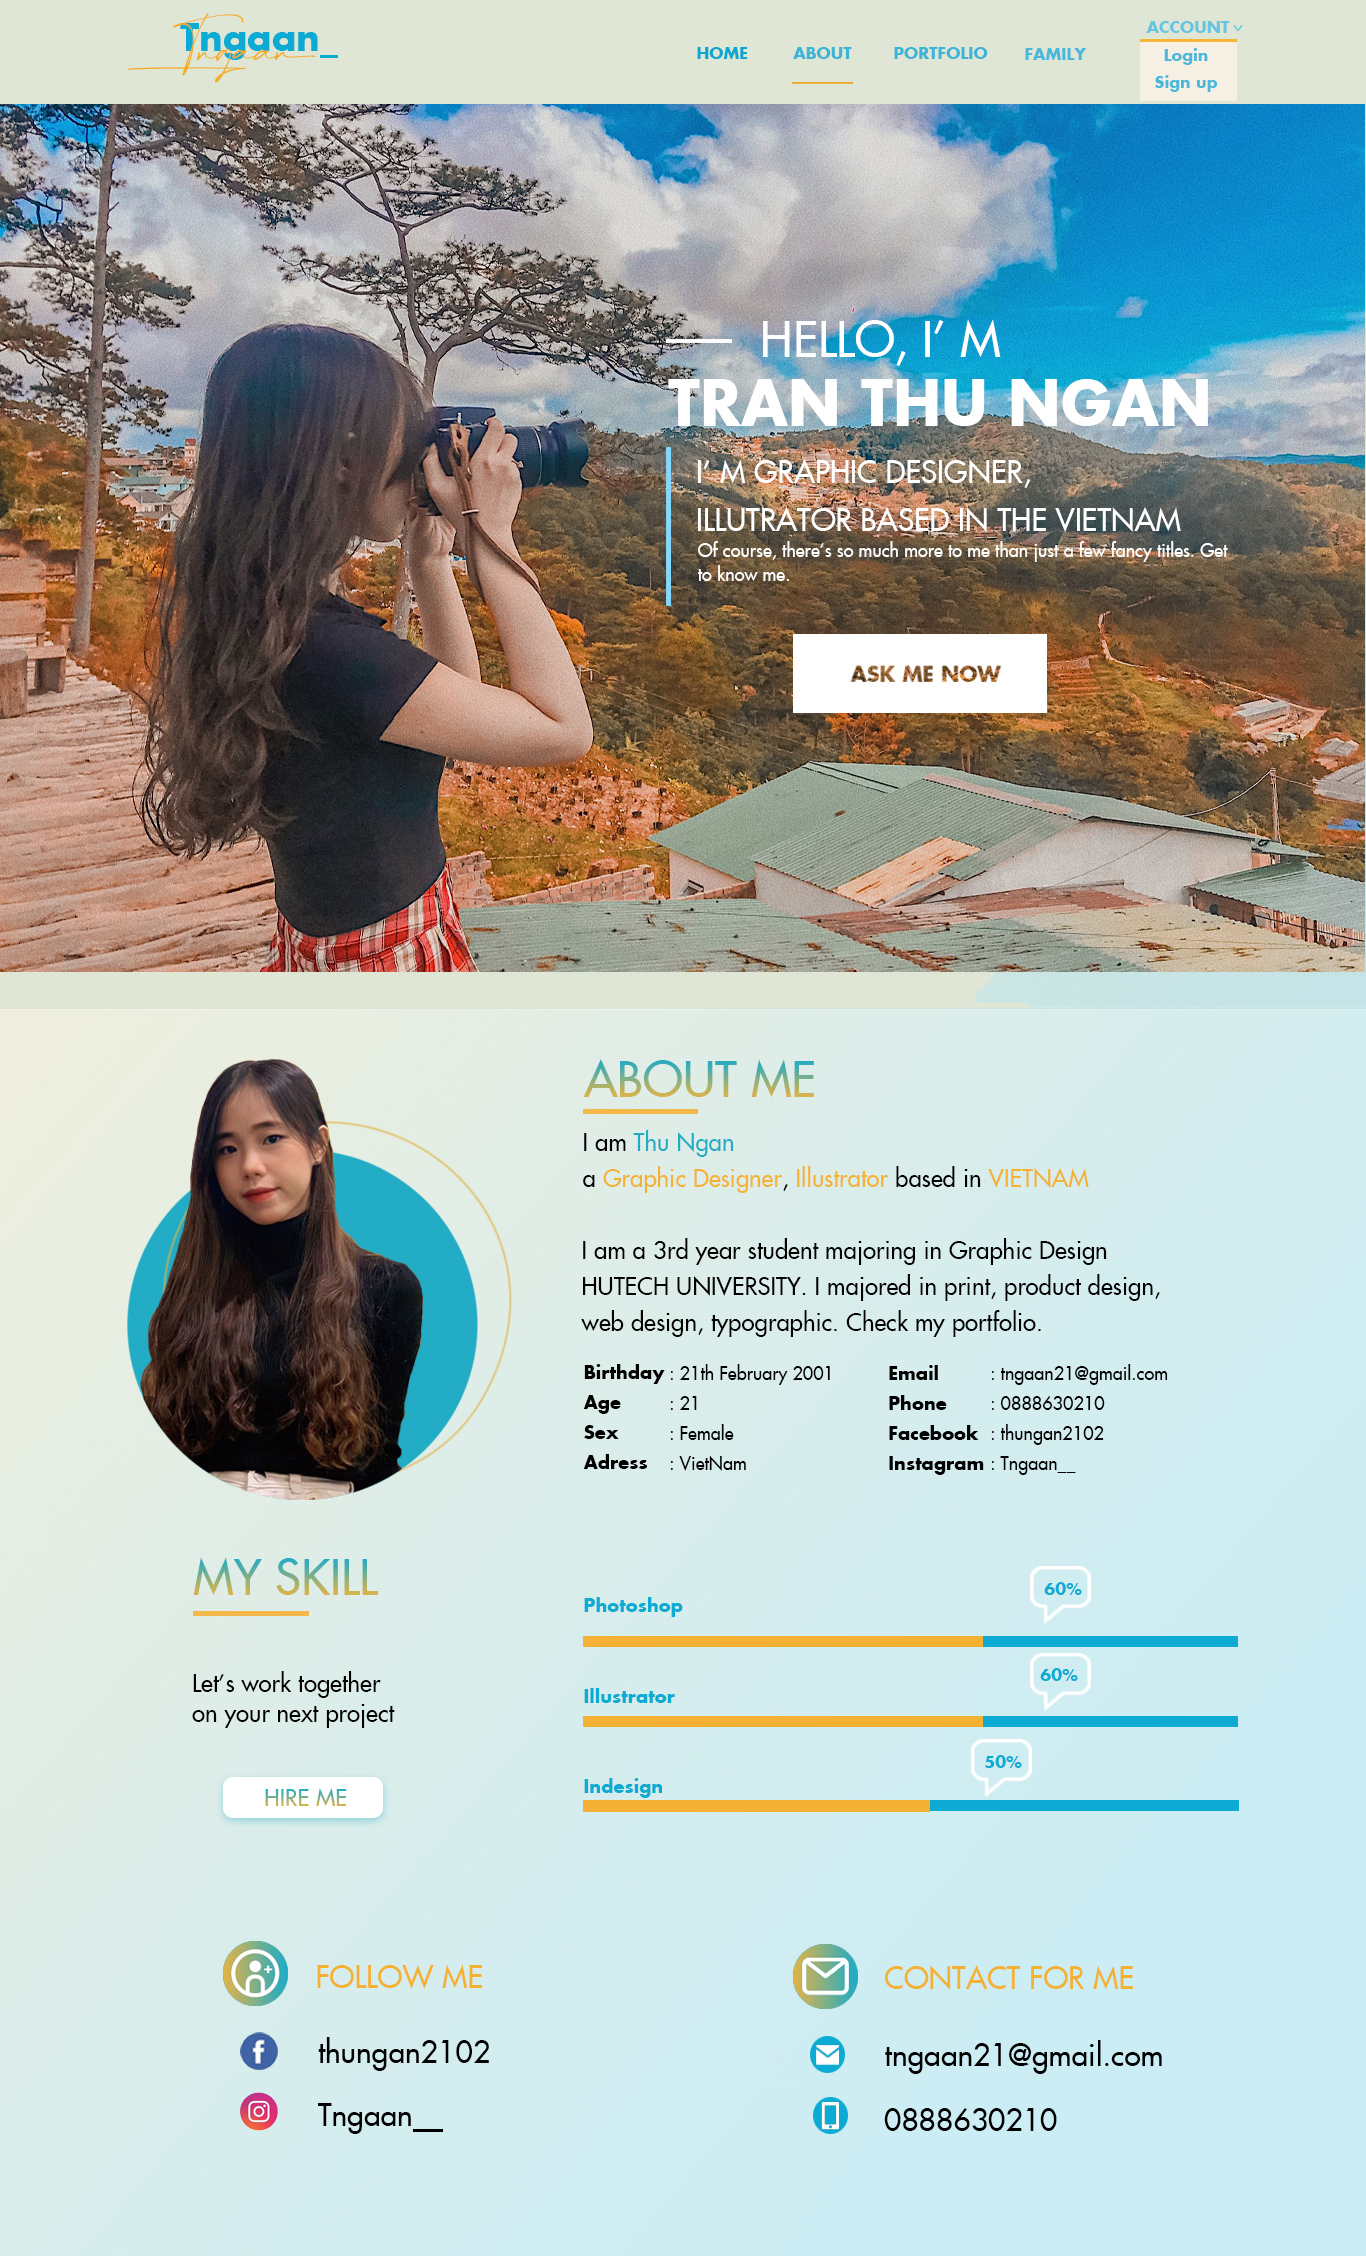 Tngaan_
Tngaan
HOME
ABOUT
PORTFOLIO
FAMILY
ACCOUNT
Login
Sign up
HELLO, I’ M
TRAN THU NGAN
I’ M GRAPHIC DESIGNER,
ILLUTRATOR BASED IN THE VIETNAM
Of course, there’s so much more to me than just a few fancy titles. Get
to know me.
ASK ME NOW
ABOUT ME
I am Thu Ngan
a Graphic Designer, Illustrator based in VIETNAM
I am a 3rd year student majoring in Graphic Design
HUTECH UNIVERSITY. I majored in print, product design,
web design, typographic. Check my portfolio.
Birthday : 21th February 2001
Age : 21
Sex : Female
Adress : VietNam
Email : tngaan21@gmail.com
Phone : 0888630210
Facebook : thungan2102
Instagram : Tngaan__
MY SKILL
Let’s work together
on your next project
HIRE ME
Photoshop
60%
Illustrator
60%
Indesign
50%
FOLLOW ME
thungan2102
Tngaan__
CONTACT FOR ME
tngaan21@gmail.com
0888630210